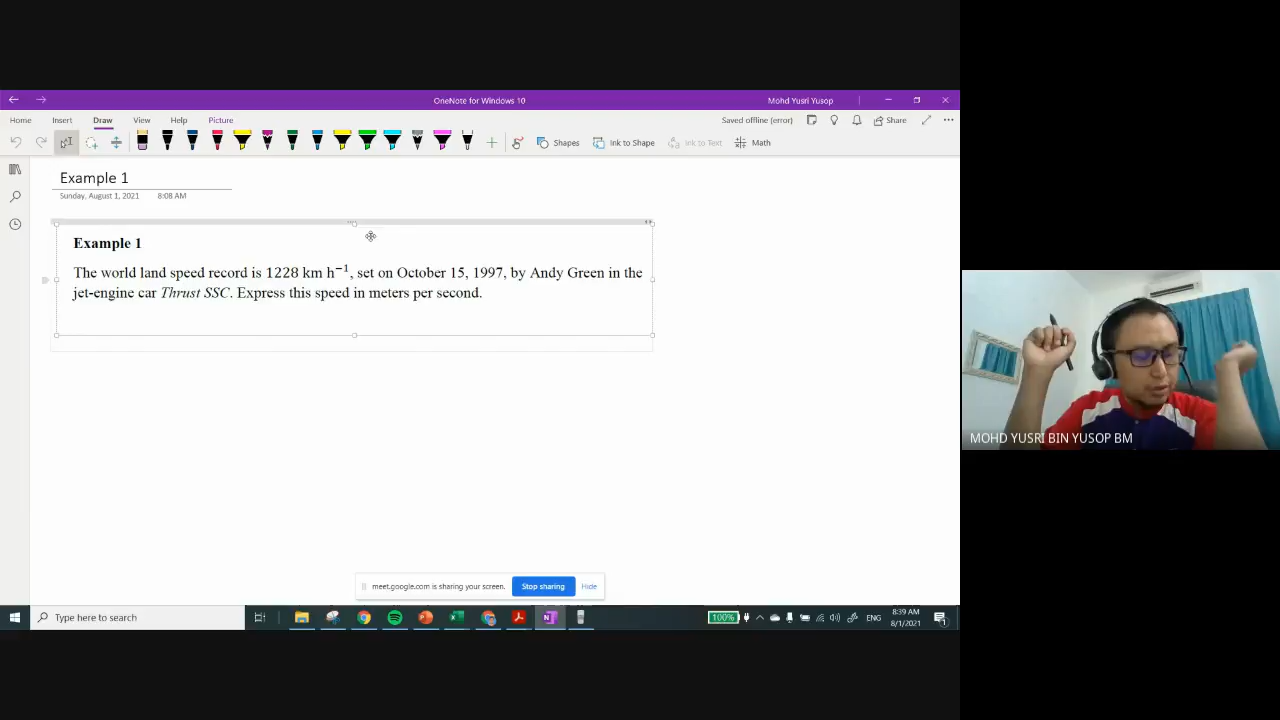 OneNote for Windows 10
Mohd Yusri Yusop
Home Insert Draw View Help Picture
Saved offline (error)
Share
Shapes
Ink to Shape
Ink to Text
Math
Example 1
Sunday, August 1, 2021 8:08 AM
Example 1
The world land speed record is 1228 km h⁻¹, set on October 15, 1997, by Andy Green in the
jet-engine car Thrust SSC. Express this speed in meters per second.
MOHD YUSRI BIN YUSOP BM
meet.google.com is sharing your screen.
Stop sharing
Hide
Type here to search
100%
ENG
8:39 AM
8/1/2021